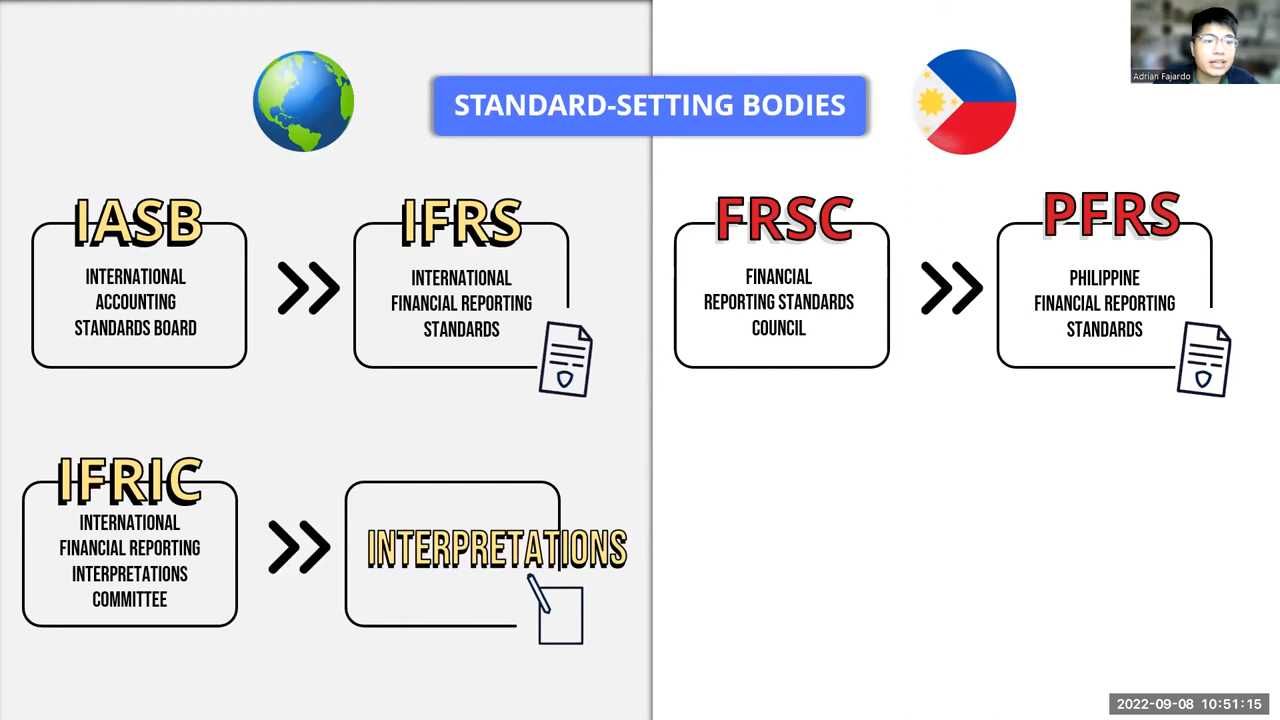 STANDARD-SETTING BODIES
Adrian Fajardo
IASB
INTERNATIONAL
ACCOUNTING
STANDARDS BOARD
IFRS
INTERNATIONAL
FINANCIAL REPORTING
STANDARDS
FRSC
FINANCIAL
REPORTING STANDARDS
COUNCIL
PFRS
PHILIPPINE
FINANCIAL REPORTING
STANDARDS
IFRIC
INTERNATIONAL
FINANCIAL REPORTING
INTERPRETATIONS
COMMITTEE
INTERPRETATIONS
2022-09-08 10:51:15